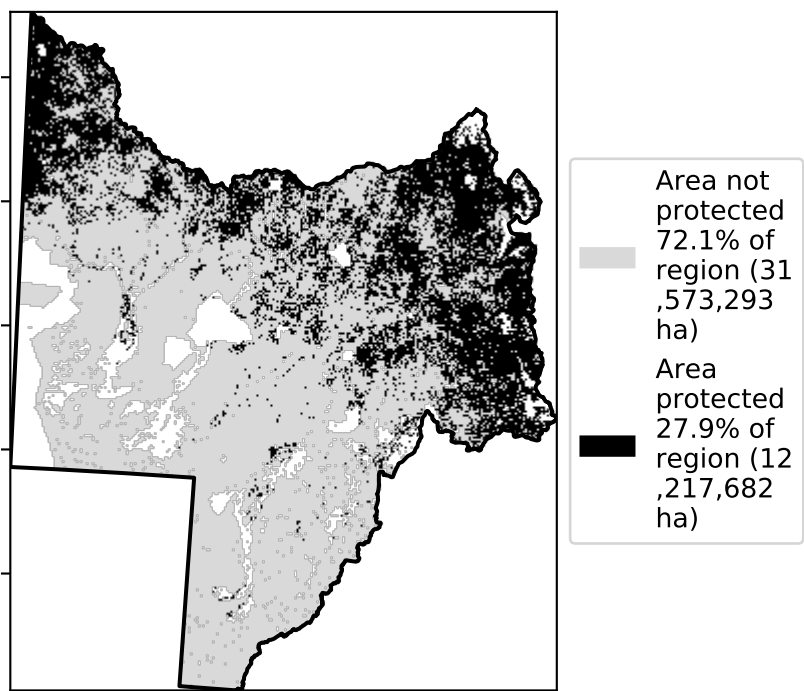 Area not
protected
72.1% of
region (31
,573,293
ha)
Area
protected
27.9% of
region (12
,217,682
ha)